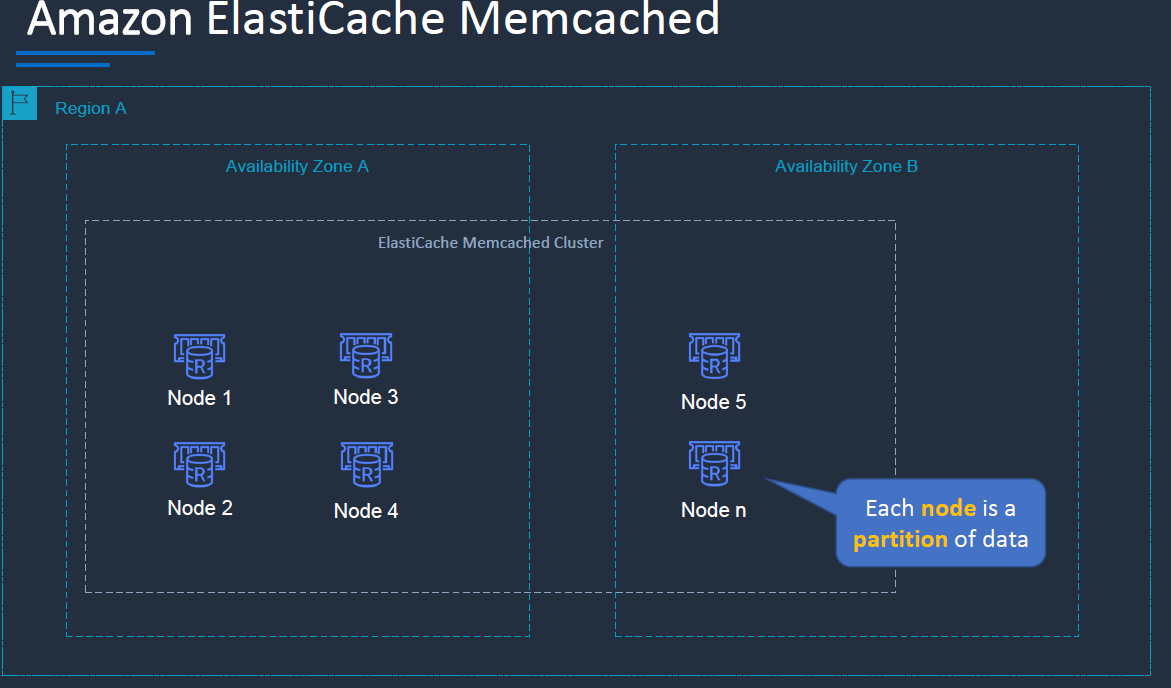 Amazon ElastiCache Memcached
Region A
Availability Zone A
Availability Zone B
ElastiCache Memcached Cluster
R
R
R
Node 1
Node 3
Node 5
R
R
R
Node 2
Node 4
Node n
Each node is a
partition of data